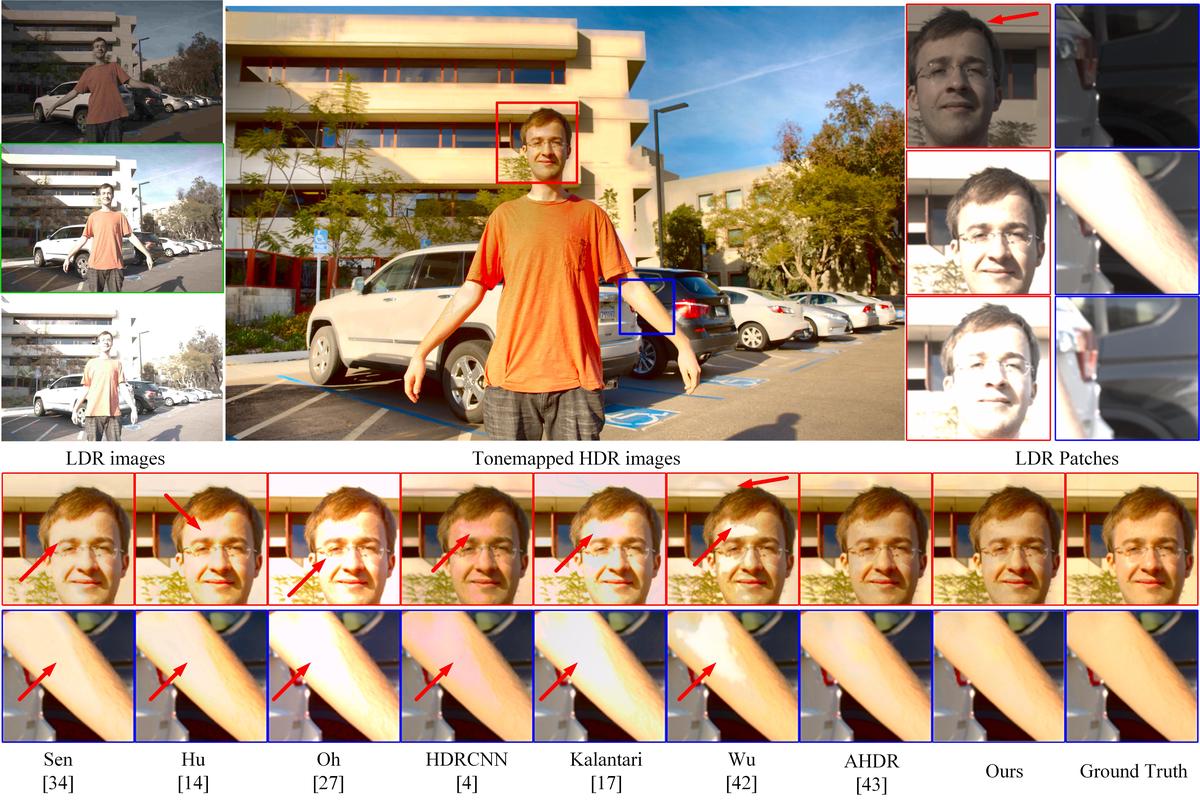 LDR images
Tonemapped HDR images
LDR Patches
Sen
[34]
Hu
[14]
Oh
[27]
HDRCNN
[4]
Kalantari
[17]
Wu
[42]
AHDR
[43]
Ours
Ground Truth